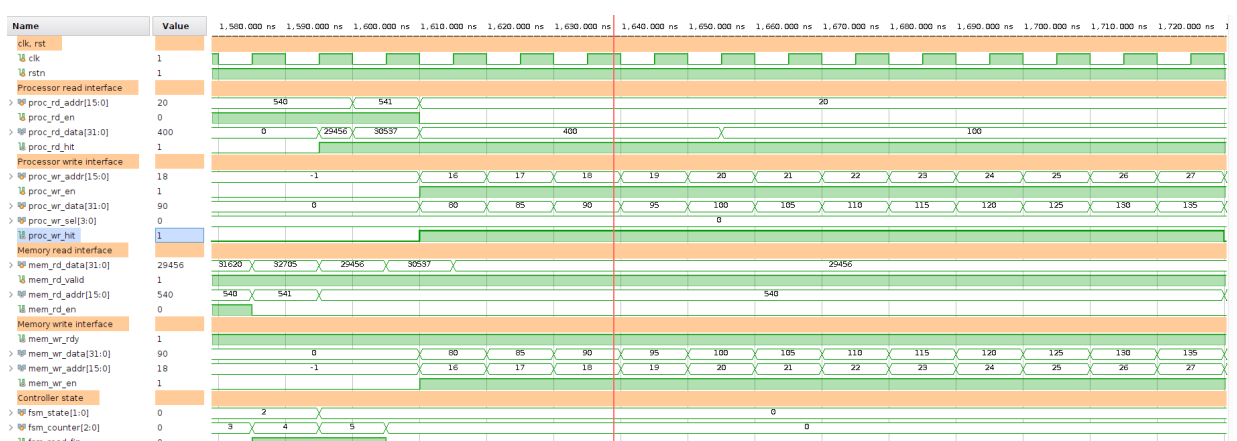 Name Value 1,580.000 ns 1,590.000 ns 1,600.000 ns 1,610.000 ns 1,620.000 ns 1,630.000 ns 1,640.000 ns 1,650.000 ns 1,660.000 ns 1,670.000 ns 1,680.000 ns 1,690.000 ns 1,700.000 ns 1,710.000 ns 1,720.000 ns
clk, rst
clk 1
rstn 1
Processor read interface
proc_rd_addr[15:0] 20 540 541 20
proc_rd_en 0
proc_rd_data[31:0] 400 0 29456 30537 400 100
proc_rd_hit 1
Processor write interface
proc_wr_addr[15:0] 18 -1 16 17 18 19 20 21 22 23 24 25 26 27
proc_wr_en 1
proc_wr_data[31:0] 90 0 80 85 90 95 100 105 110 115 120 125 130 135
proc_wr_sel[3:0] 0 0
proc_wr_hit 1
Memory read interface
mem_rd_data[31:0] 29456 31620 32705 29456 30537 29456
mem_rd_valid 1
mem_rd_addr[15:0] 540 540 541 540
mem_rd_en 0
Memory write interface
mem_wr_rdy 1
mem_wr_data[31:0] 90 0 80 85 90 95 100 105 110 115 120 125 130 135
mem_wr_addr[15:0] 18 -1 16 17 18 19 20 21 22 23 24 25 26 27
mem_wr_en 1
Controller state
fsm_state[1:0] 0 2 0
fsm_counter[2:0] 0 3 4 5 0